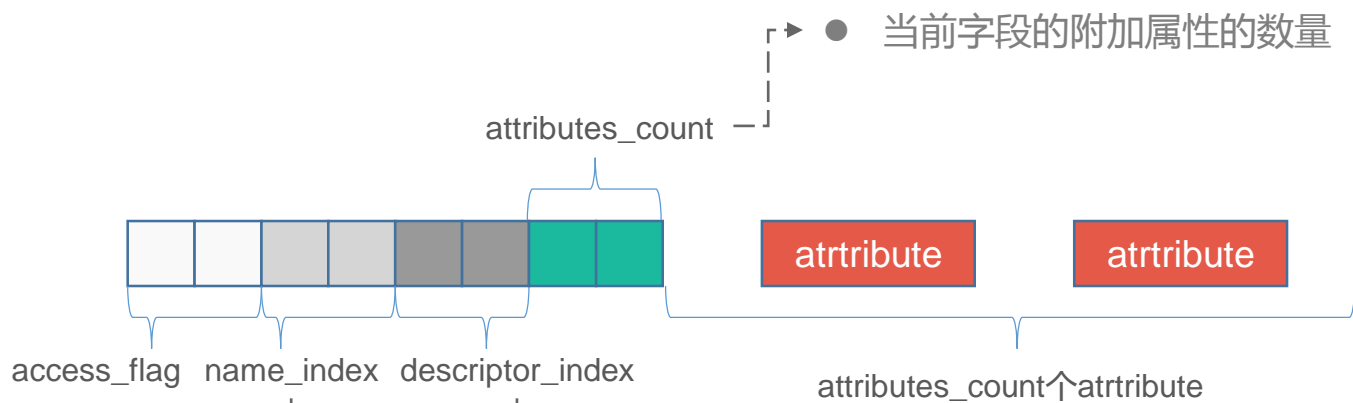 ● 当前字段的附加属性的数量
attributes_count
atrtribute atrtribute
access_flag name_index descriptor_index
attributes_count个atrtribute